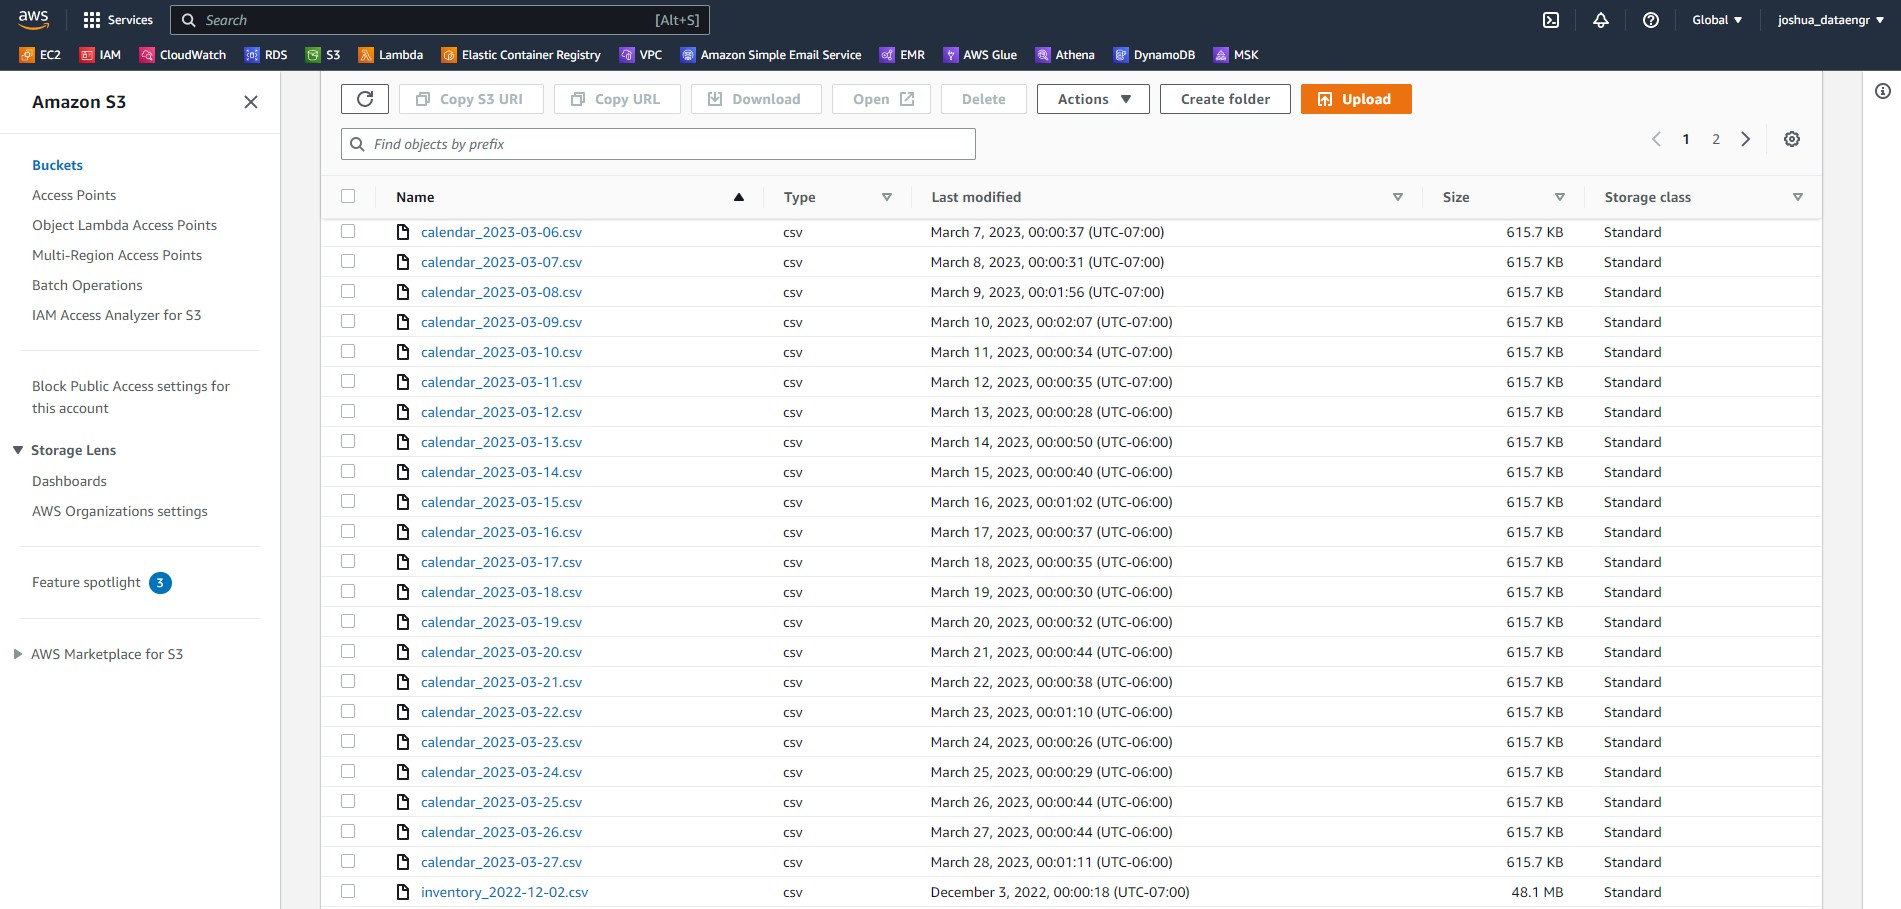 aws Services Search [Alt+S] Global joshua_dataengr
EC2 IAM CloudWatch RDS S3 Lambda Elastic Container Registry VPC Amazon Simple Email Service EMR AWS Glue Athena DynamoDB MSK
Amazon S3
Buckets
Access Points
Object Lambda Access Points
Multi-Region Access Points
Batch Operations
IAM Access Analyzer for S3
Block Public Access settings for
this account
Storage Lens
Dashboards
AWS Organizations settings
Feature spotlight 3
AWS Marketplace for S3
Copy S3 URI Copy URL Download Open Delete Actions Create folder Upload
Find objects by prefix
1 2
Name Type Last modified Size Storage class
calendar_2023-03-06.csv csv March 7, 2023, 00:00:37 (UTC-07:00) 615.7 KB Standard
calendar_2023-03-07.csv csv March 8, 2023, 00:00:31 (UTC-07:00) 615.7 KB Standard
calendar_2023-03-08.csv csv March 9, 2023, 00:01:56 (UTC-07:00) 615.7 KB Standard
calendar_2023-03-09.csv csv March 10, 2023, 00:02:07 (UTC-07:00) 615.7 KB Standard
calendar_2023-03-10.csv csv March 11, 2023, 00:00:34 (UTC-07:00) 615.7 KB Standard
calendar_2023-03-11.csv csv March 12, 2023, 00:00:35 (UTC-07:00) 615.7 KB Standard
calendar_2023-03-12.csv csv March 13, 2023, 00:00:28 (UTC-06:00) 615.7 KB Standard
calendar_2023-03-13.csv csv March 14, 2023, 00:00:50 (UTC-06:00) 615.7 KB Standard
calendar_2023-03-14.csv csv March 15, 2023, 00:00:40 (UTC-06:00) 615.7 KB Standard
calendar_2023-03-15.csv csv March 16, 2023, 00:01:02 (UTC-06:00) 615.7 KB Standard
calendar_2023-03-16.csv csv March 17, 2023, 00:00:37 (UTC-06:00) 615.7 KB Standard
calendar_2023-03-17.csv csv March 18, 2023, 00:00:35 (UTC-06:00) 615.7 KB Standard
calendar_2023-03-18.csv csv March 19, 2023, 00:00:30 (UTC-06:00) 615.7 KB Standard
calendar_2023-03-19.csv csv March 20, 2023, 00:00:32 (UTC-06:00) 615.7 KB Standard
calendar_2023-03-20.csv csv March 21, 2023, 00:00:44 (UTC-06:00) 615.7 KB Standard
calendar_2023-03-21.csv csv March 22, 2023, 00:00:38 (UTC-06:00) 615.7 KB Standard
calendar_2023-03-22.csv csv March 23, 2023, 00:01:10 (UTC-06:00) 615.7 KB Standard
calendar_2023-03-23.csv csv March 24, 2023, 00:00:26 (UTC-06:00) 615.7 KB Standard
calendar_2023-03-24.csv csv March 25, 2023, 00:00:29 (UTC-06:00) 615.7 KB Standard
calendar_2023-03-25.csv csv March 26, 2023, 00:00:44 (UTC-06:00) 615.7 KB Standard
calendar_2023-03-26.csv csv March 27, 2023, 00:00:44 (UTC-06:00) 615.7 KB Standard
calendar_2023-03-27.csv csv March 28, 2023, 00:01:11 (UTC-06:00) 615.7 KB Standard
inventory_2022-12-02.csv csv December 3, 2022, 00:00:18 (UTC-07:00) 48.1 MB Standard